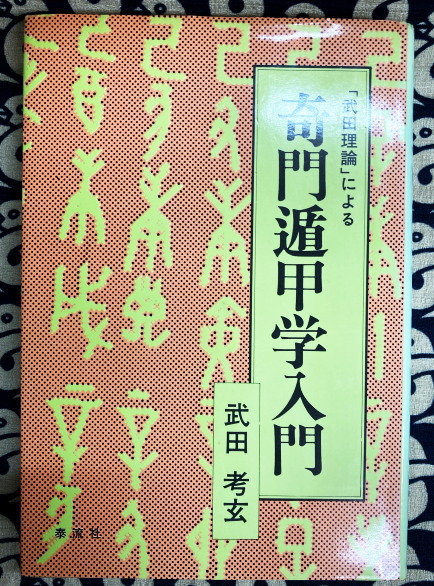 「武田理論」による
奇門遁甲学入門
武田 考玄
泰流社